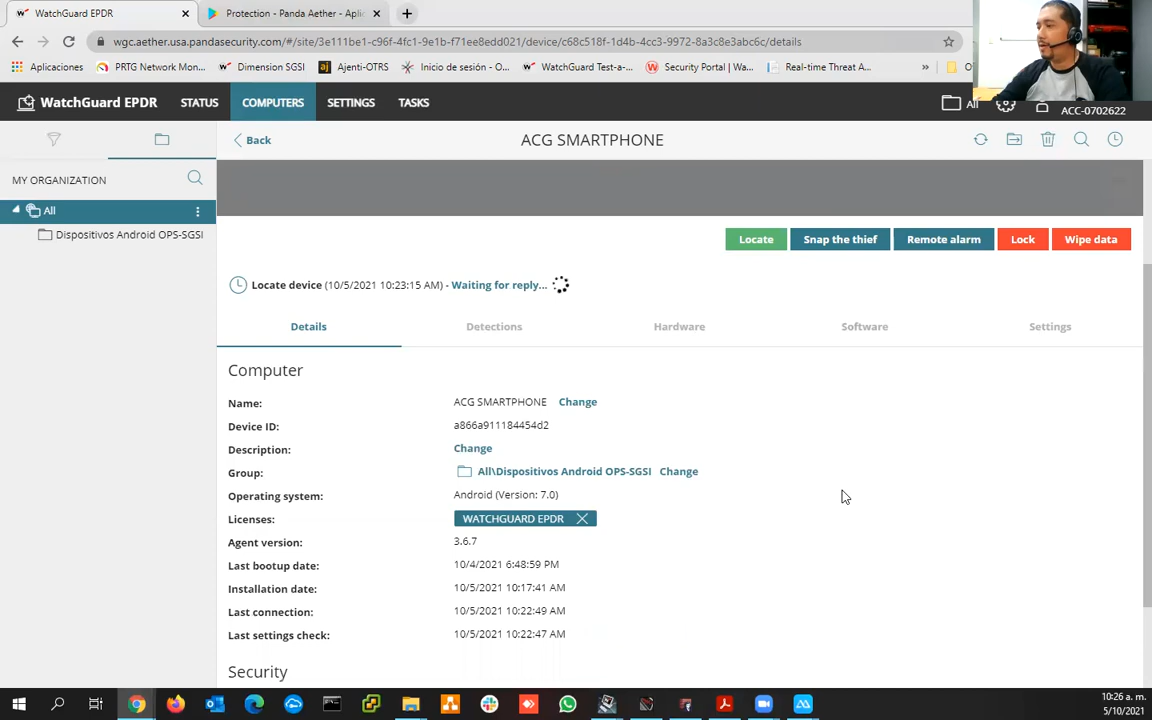 WatchGuard EPDR
Protection - Panda Aether - Aplic
wgc.aether.usa.pandasecurity.com/#/site/3e111be1-c96f-4fc1-9e1b-f71ee8edd021/device/c68c518f-1d4b-4cc3-9972-8a3c8e3abc6c/details
Aplicaciones PRTG Network Mon... Dimension SGSI Ajenti-OTRS Inicio de sesión - O... WatchGuard Test-a-... Security Portal | Wa... Real-time Threat A... »
WatchGuard EPDR STATUS COMPUTERS SETTINGS TASKS All ACC-0702622
Back ACG SMARTPHONE
MY ORGANIZATION
All
Dispositivos Android OPS-SGSI
Locate Snap the thief Remote alarm Lock Wipe data
Locate device (10/5/2021 10:23:15 AM) - Waiting for reply...
Details Detections Hardware Software Settings
Computer
Name: ACG SMARTPHONE Change
Device ID: a866a911184454d2
Description: Change
Group: All\Dispositivos Android OPS-SGSI Change
Operating system: Android (Version: 7.0)
Licenses: WATCHGUARD EPDR
Agent version: 3.6.7
Last bootup date: 10/4/2021 6:48:59 PM
Installation date: 10/5/2021 10:17:41 AM
Last connection: 10/5/2021 10:22:49 AM
Last settings check: 10/5/2021 10:22:47 AM
Security
10:26 a. m.
5/10/2021